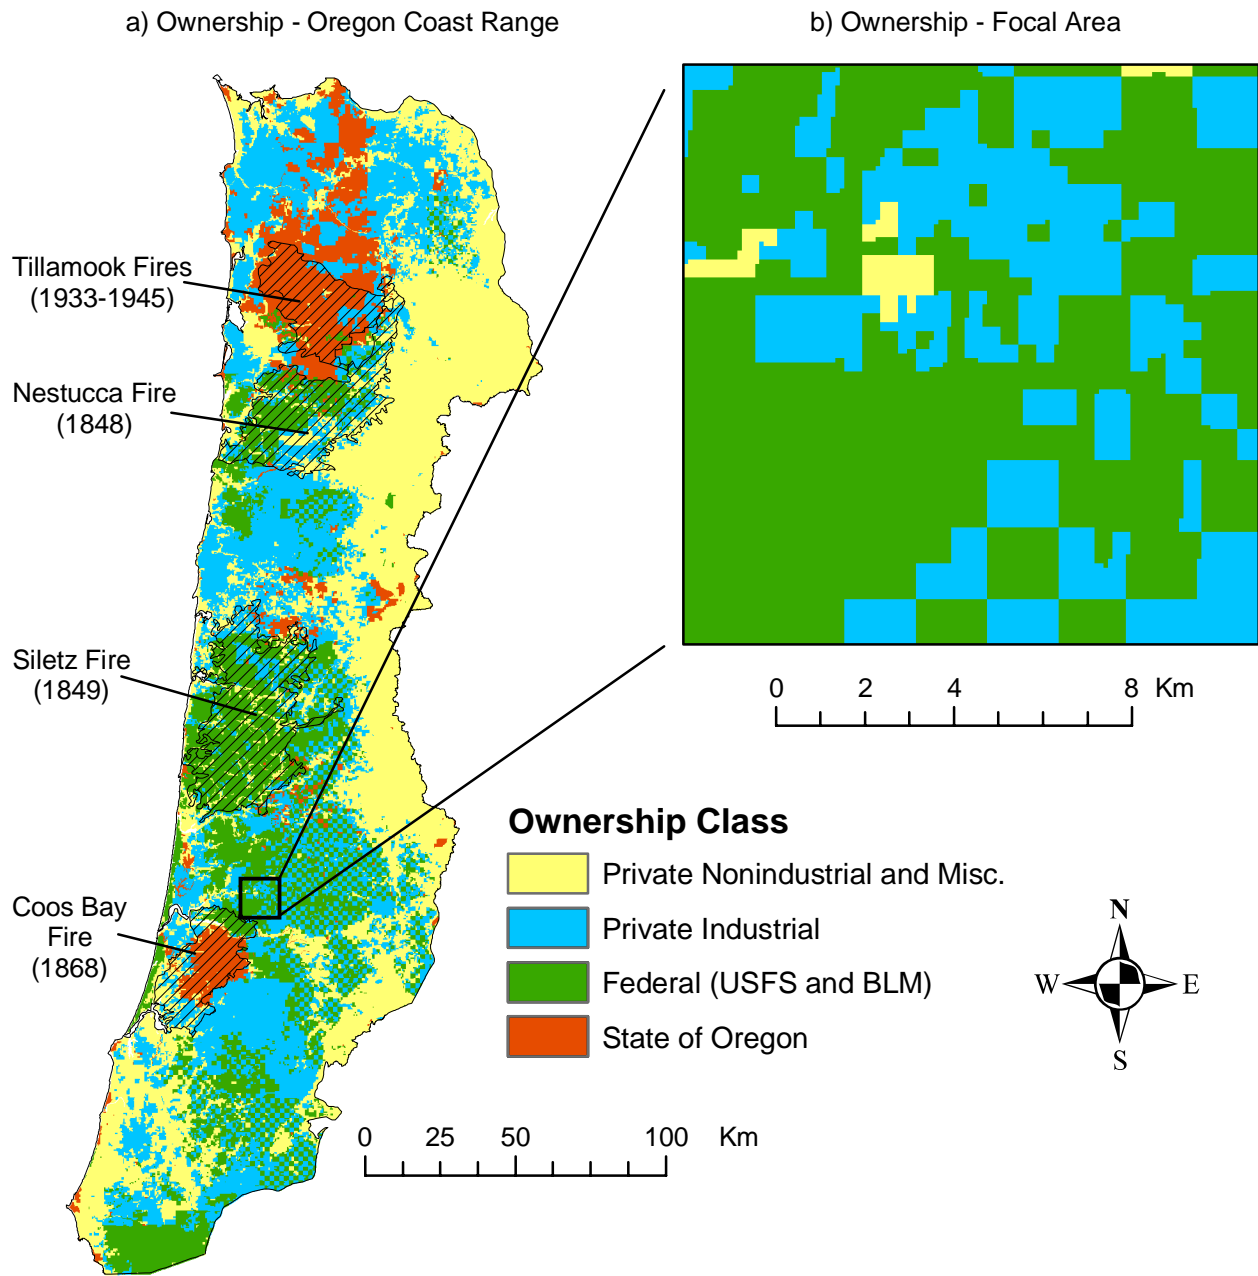 a) Ownership - Oregon Coast Range
b) Ownership - Focal Area
Tillamook Fires
(1933-1945)
Nestucca Fire
(1848)
Siletz Fire
(1849)
Coos Bay
Fire
(1868)
0 2 4 8 Km
Ownership Class
Private Nonindustrial and Misc.
Private Industrial
Federal (USFS and BLM)
State of Oregon
N
W E
S
0 25 50 100 Km